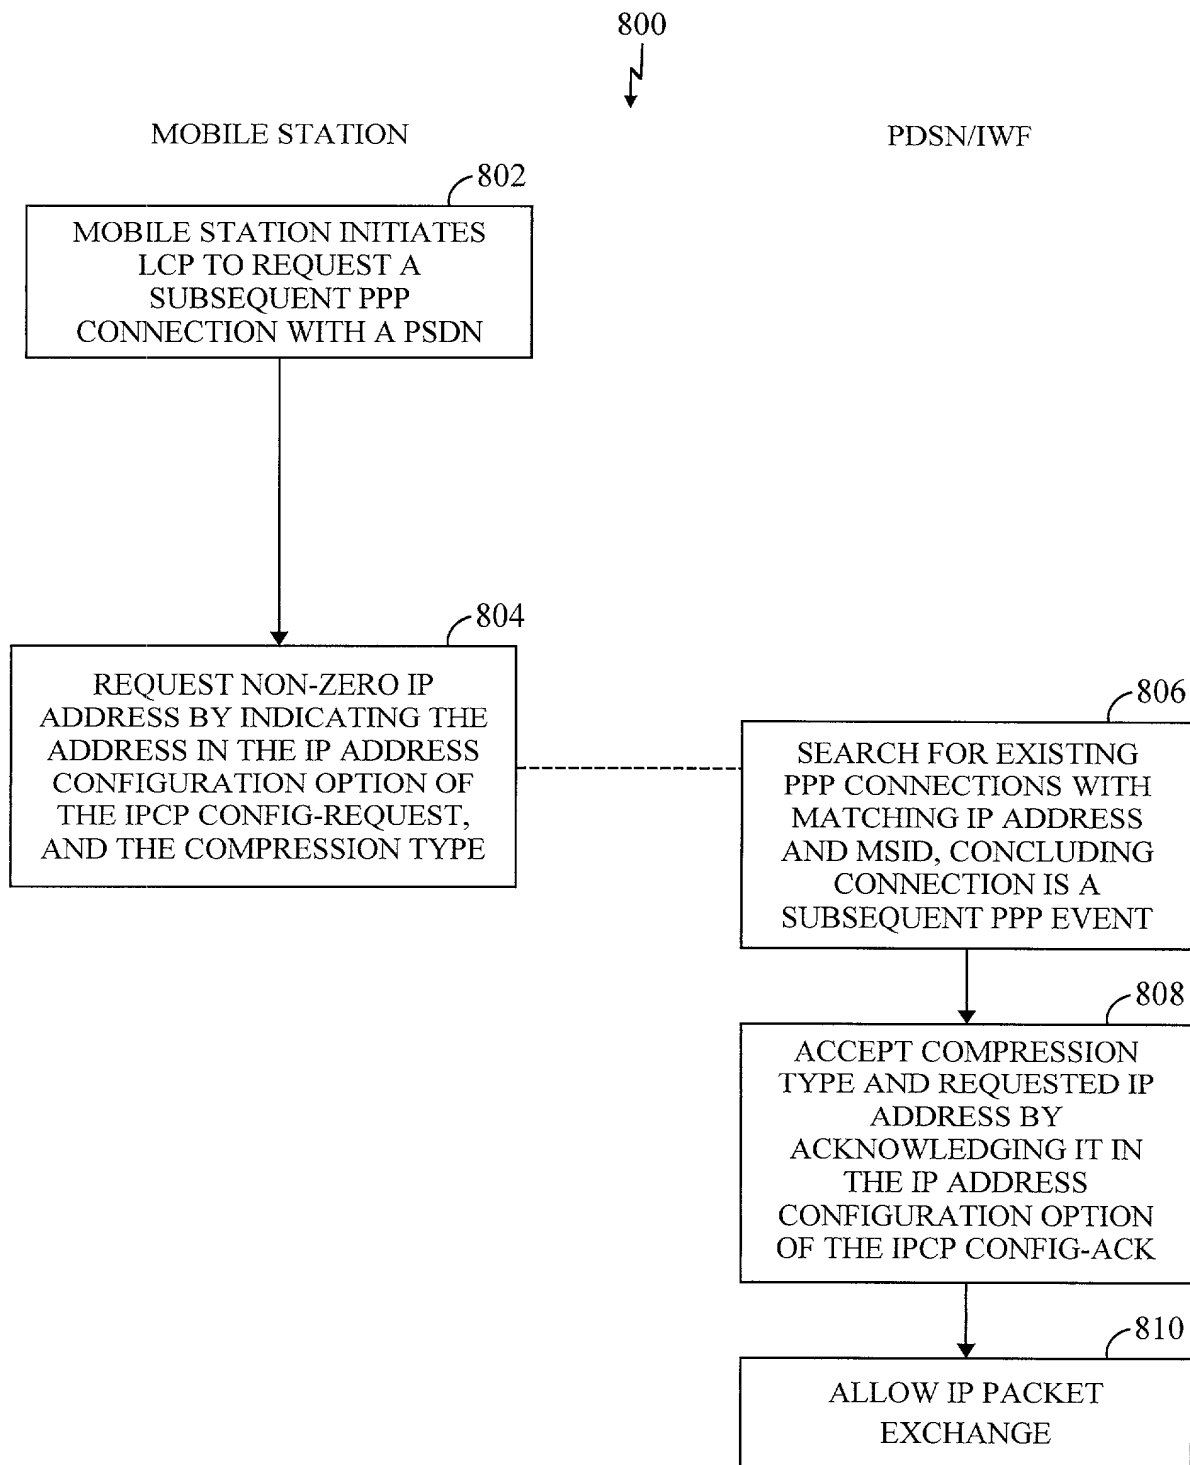 800
MOBILE STATION
PDSN/IWF
802
MOBILE STATION INITIATES
LCP TO REQUEST A
SUBSEQUENT PPP
CONNECTION WITH A PSDN
804
REQUEST NON-ZERO IP
ADDRESS BY INDICATING THE
ADDRESS IN THE IP ADDRESS
CONFIGURATION OPTION OF
THE IPCP CONFIG-REQUEST,
AND THE COMPRESSION TYPE
806
SEARCH FOR EXISTING
PPP CONNECTIONS WITH
MATCHING IP ADDRESS
AND MSID, CONCLUDING
CONNECTION IS A
SUBSEQUENT PPP EVENT
808
ACCEPT COMPRESSION
TYPE AND REQUESTED IP
ADDRESS BY
ACKNOWLEDGING IT IN
THE IP ADDRESS
CONFIGURATION OPTION
OF THE IPCP CONFIG-ACK
810
ALLOW IP PACKET
EXCHANGE